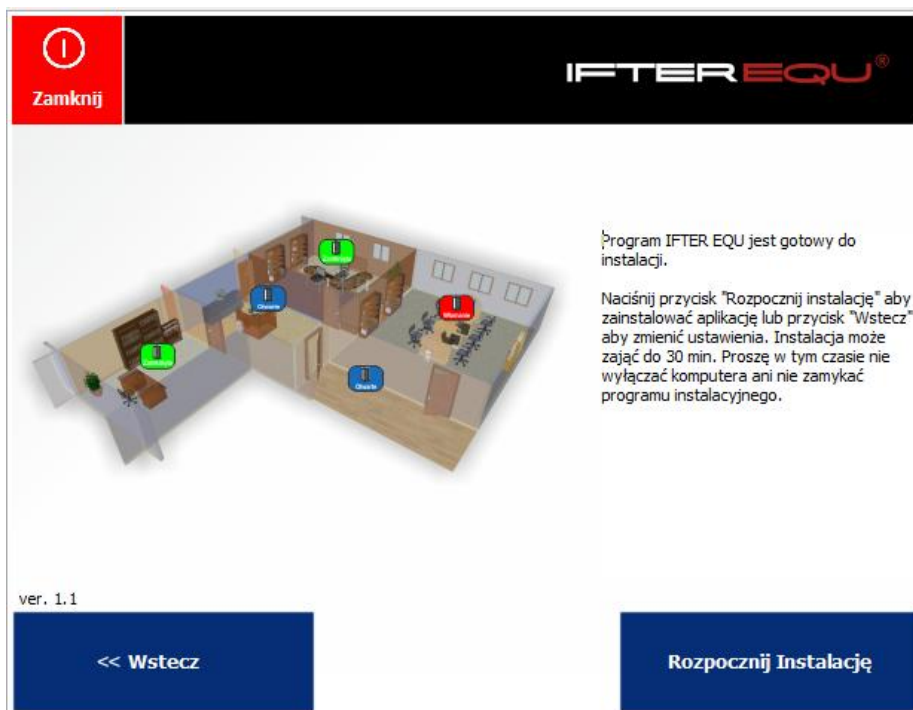 Zamknij
IFTER EQU®
Program IFTER EQU jest gotowy do
instalacji.
Naciśnij przycisk "Rozpocznij instalację" aby
zainstalować aplikację lub przycisk "Wstecz"
aby zmienić ustawienia. Instalacja może
zająć do 30 min. Proszę w tym czasie nie
wyłączać komputera ani nie zamykać
programu instalacyjnego.
Otwarte
Otwarte
ver. 1.1
<< Wstecz
Rozpocznij Instalację